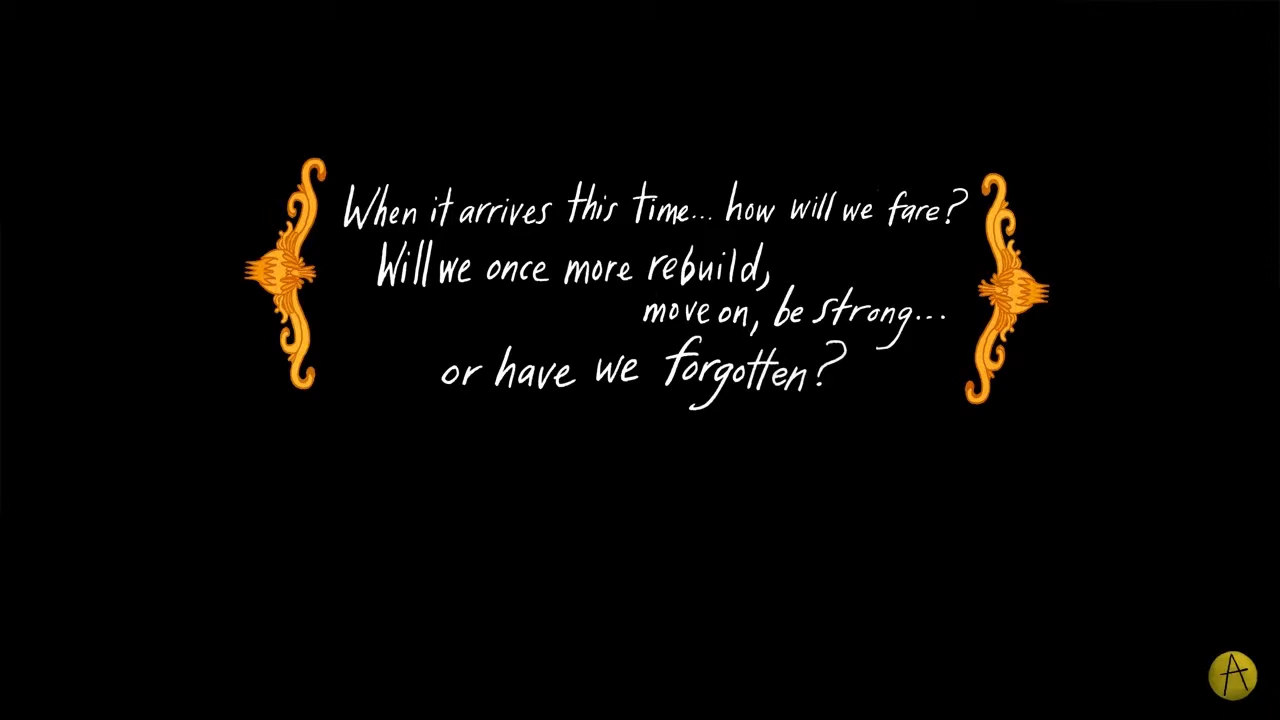 When it arrives this time... how will we fare?
Will we once more rebuild,
move on, be strong...
or have we forgotten?
A